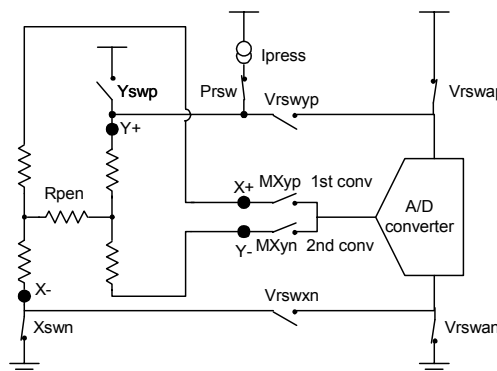 Ipress
Yswp
Prsw
Vrswyp
Vrswap
Y+
Rpen
X+
MXyp
1st conv
A/D
converter
Y-
MXyn
2nd conv
X-
Vrswxn
Xswn
Vrswan